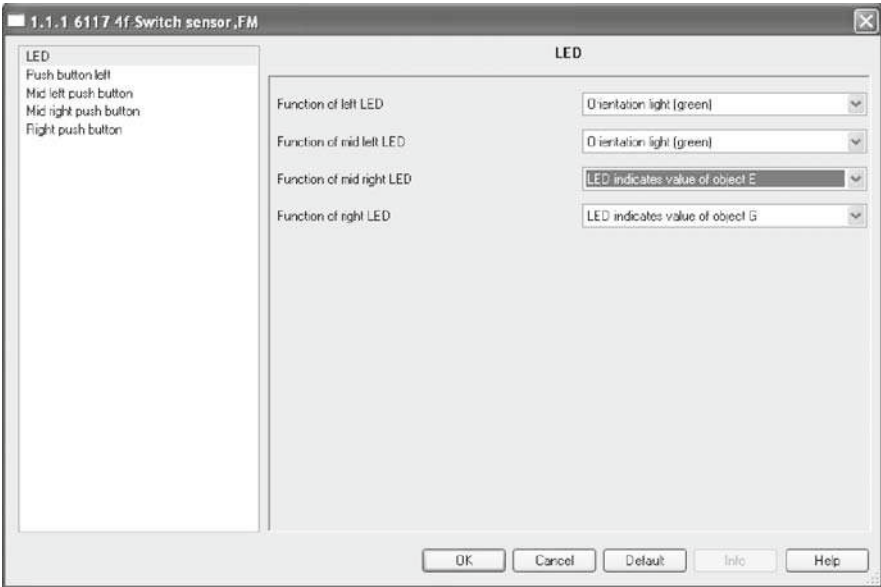 1.1.1 6117 4f-Switch sensor,FM
LED
Push button left
Mid left push button
Mid right push button
Right push button
LED
Function of left LED
Orientation light (green)
Function of mid left LED
Orientation light (green)
Function of mid right LED
LED indicates value of object E
Function of right LED
LED indicates value of object G
OK
Cancel
Default
Info
Help